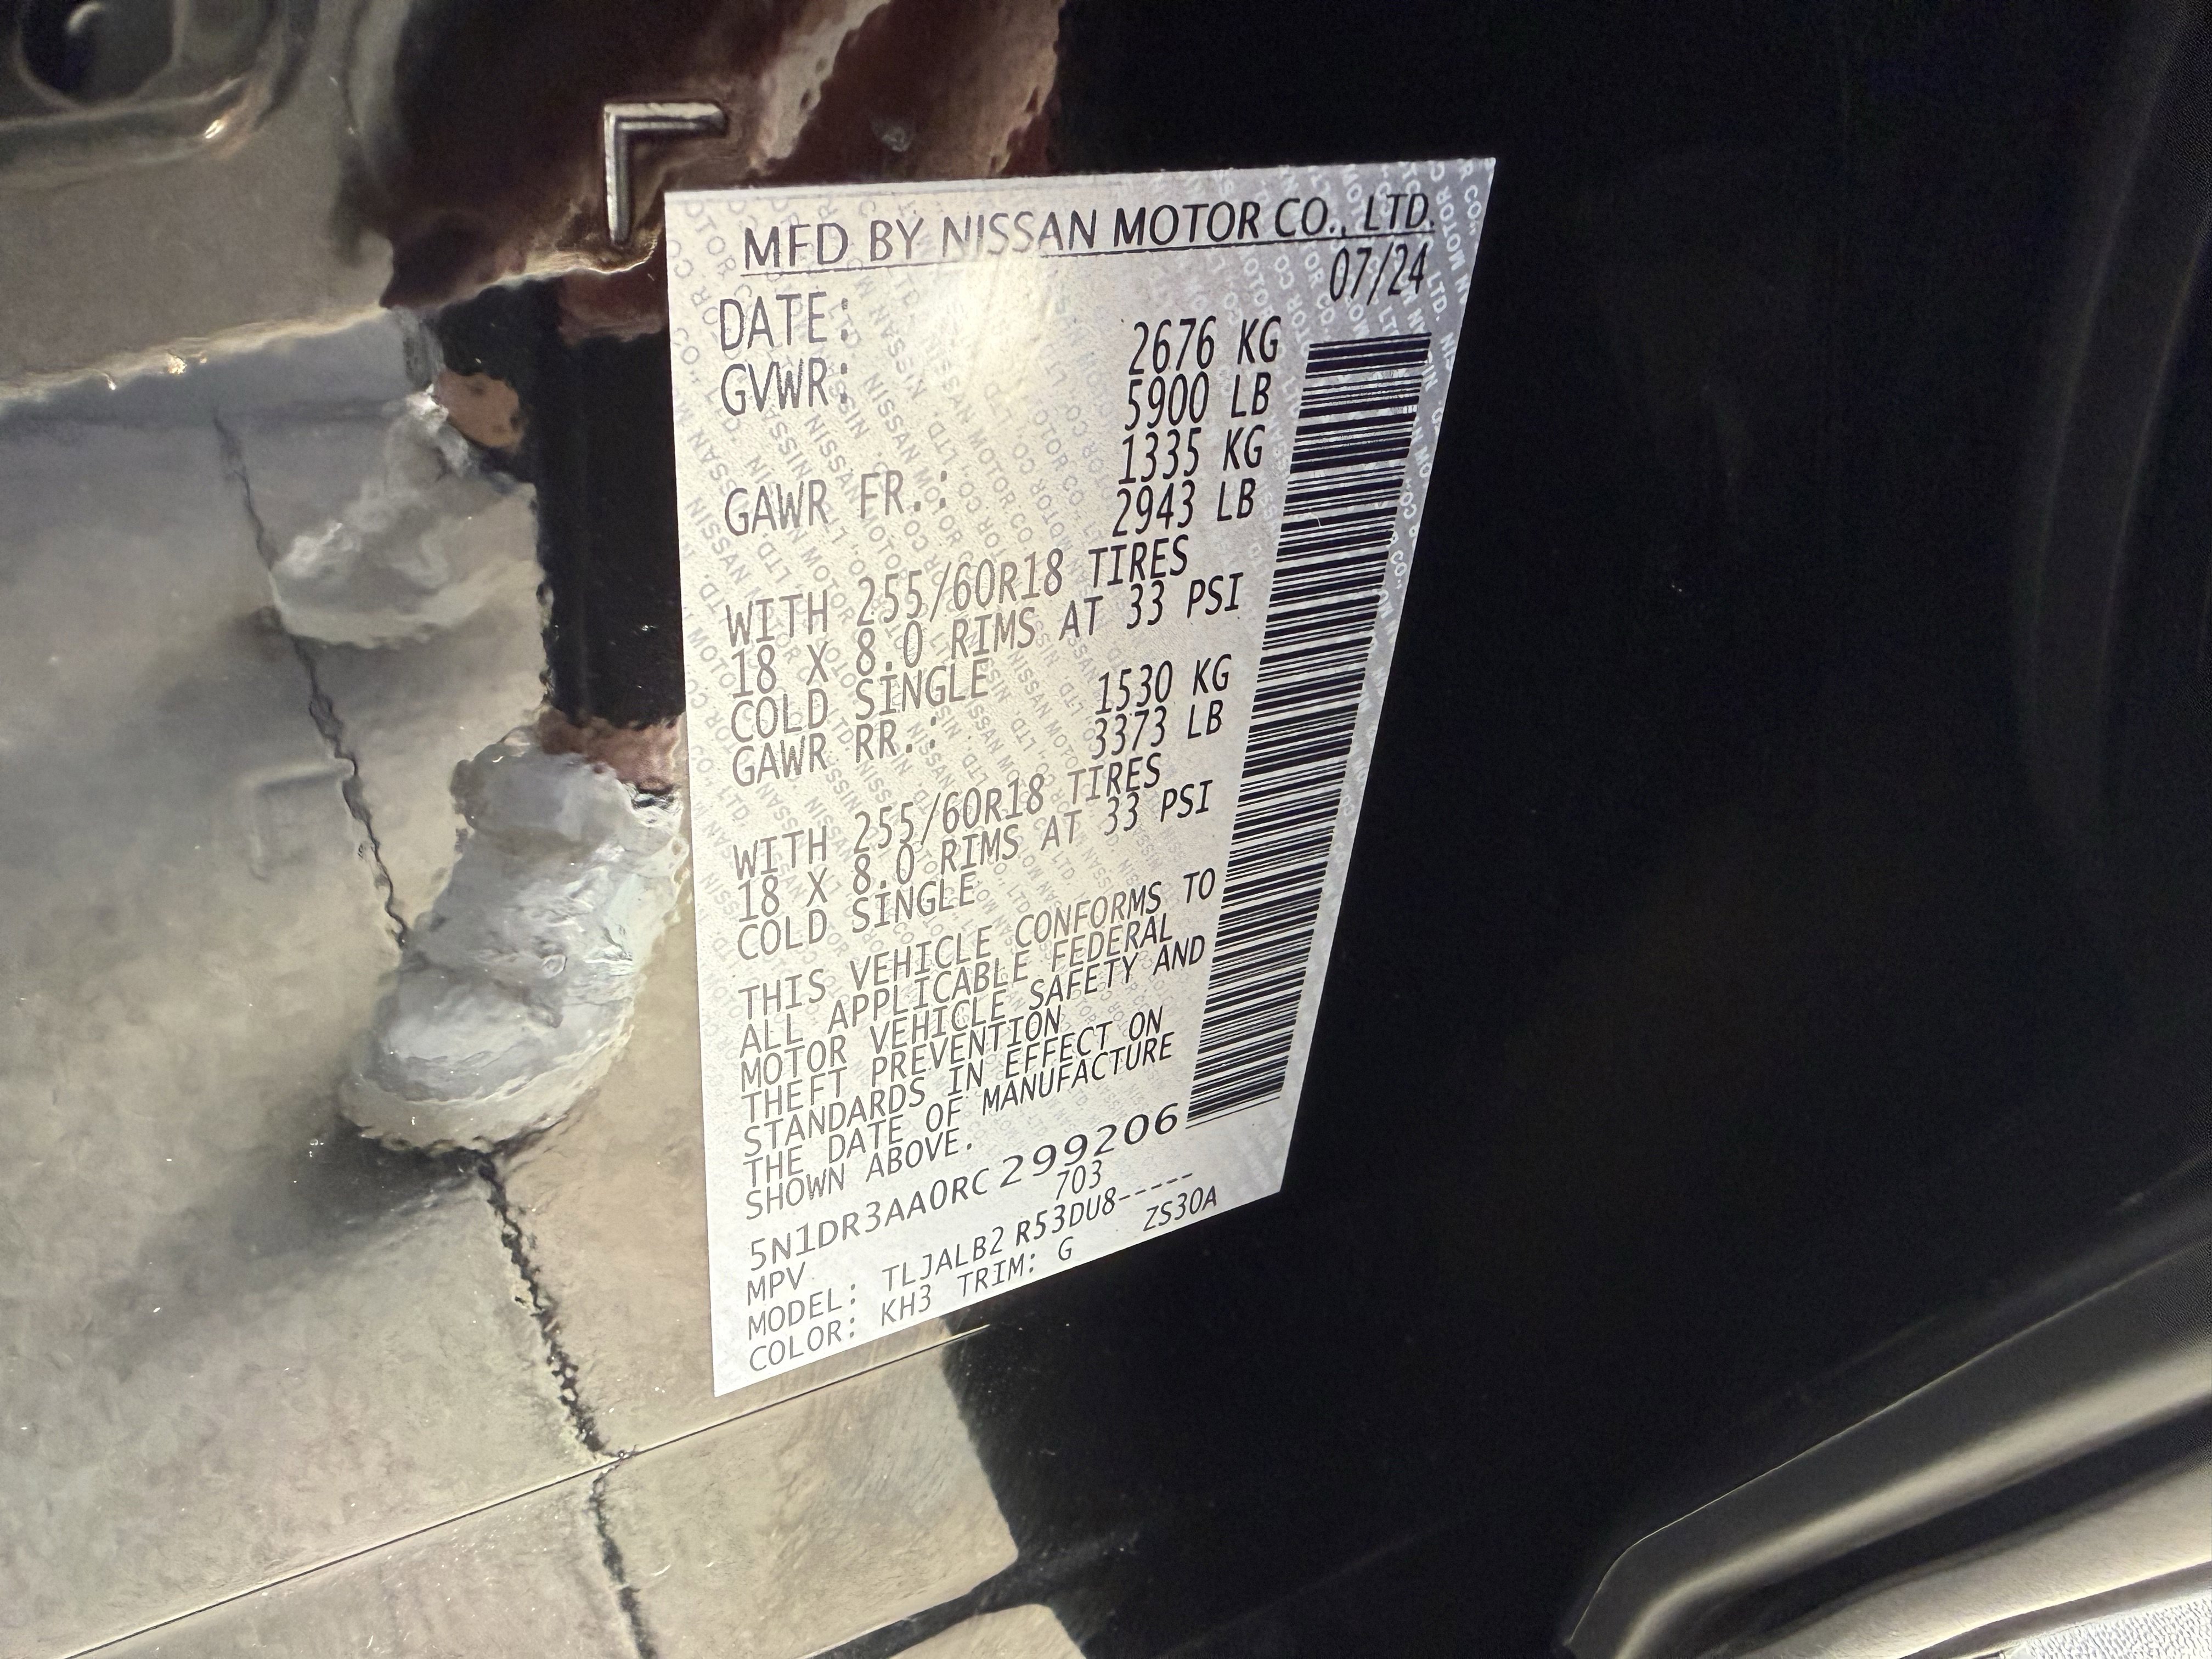 MFD BY NISSAN MOTOR CO., LTD.
DATE: 07/24
GVWR: 2676 KG
5900 LB
GAWR FR.: 1335 KG
2943 LB
WITH 255/60R18 TIRES
18 X 8.0 RIMS AT 33 PSI
COLD SINGLE
GAWR RR.: 1530 KG
3373 LB
WITH 255/60R18 TIRES
18 X 8.0 RIMS AT 33 PSI
COLD SINGLE
THIS VEHICLE CONFORMS TO
ALL APPLICABLE FEDERAL
MOTOR VEHICLE SAFETY AND
THEFT PREVENTION
STANDARDS IN EFFECT ON
THE DATE OF MANUFACTURE
SHOWN ABOVE.
5N1DR3AA0RC299206
MPV 703
MODEL: TLJALB2 R53DU8-----
COLOR: KH3 TRIM: G ZS30A